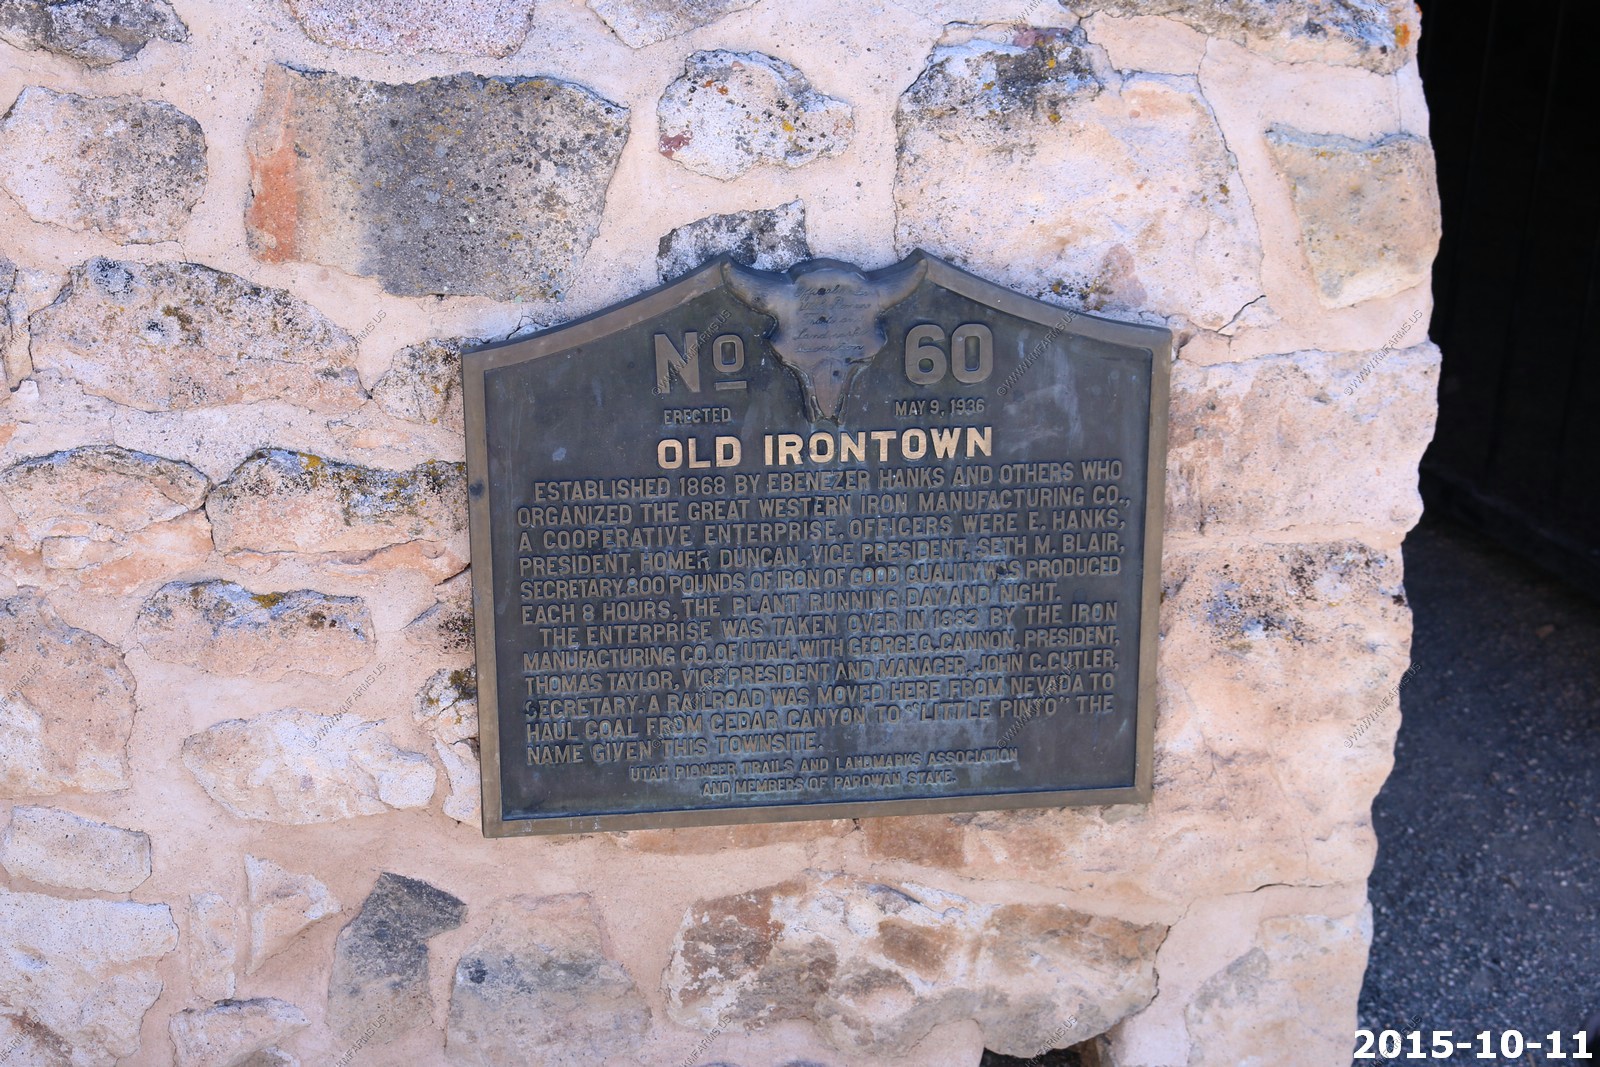 No 60
ERECTED MAY 9, 1936
OLD IRONTOWN
ESTABLISHED 1868 BY EBENEZER HANKS AND OTHERS WHO
ORGANIZED THE GREAT WESTERN IRON MANUFACTURING CO.,
A COOPERATIVE ENTERPRISE. OFFICERS WERE E. HANKS,
PRESIDENT, HOMER DUNCAN, VICE PRESIDENT, SETH M. BLAIR,
SECRETARY. 800 POUNDS OF IRON OF GOOD QUALITY WAS PRODUCED
EACH 8 HOURS, THE PLANT RUNNING DAY AND NIGHT.
THE ENTERPRISE WAS TAKEN OVER IN 1883 BY THE IRON
MANUFACTURING CO. OF UTAH, WITH GEORGE Q. CANNON, PRESIDENT,
THOMAS TAYLOR, VICE PRESIDENT AND MANAGER, JOHN C. CUTLER,
SECRETARY. A RAILROAD WAS MOVED HERE FROM NEVADA TO
HAUL COAL FROM CEDAR CANYON TO "LITTLE PINTO" THE
NAME GIVEN THIS TOWNSITE.
UTAH PIONEER TRAILS AND LANDMARKS ASSOCIATION
AND MEMBERS OF PAROWAN STAKE.
2015-10-11